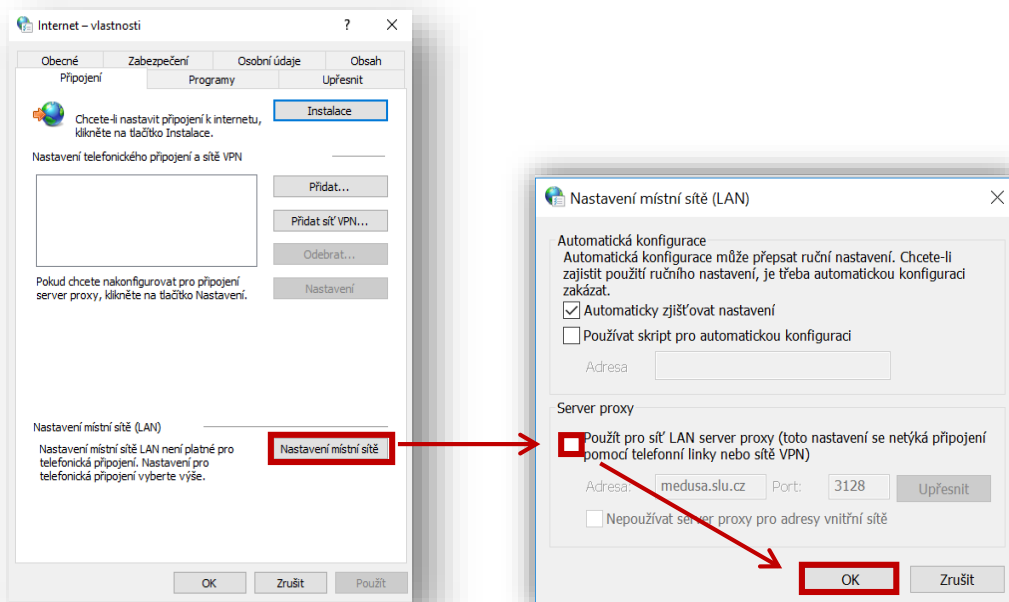 Internet – vlastnosti
?
Obecné Zabezpečení Osobní údaje Obsah
Připojení Programy Upřesnit
Chcete-li nastavit připojení k internetu,
klikněte na tlačítko Instalace.
Instalace
Nastavení telefonického připojení a sítě VPN
Přidat...
Přidat síť VPN...
Odebrat...
Pokud chcete nakonfigurovat pro připojení
server proxy, klikněte na tlačítko Nastavení.
Nastavení
Nastavení místní sítě (LAN)
Nastavení místní sítě LAN není platné pro
telefonická připojení. Nastavení pro
telefonická připojení vyberte výše.
Nastavení místní sítě
OK Zrušit Použít
Nastavení místní sítě (LAN)
Automatická konfigurace
Automatická konfigurace může přepsat ruční nastavení. Chcete-li
zajistit použití ručního nastavení, je třeba automatickou konfiguraci
zakázat.
Automaticky zjišťovat nastavení
Používat skript pro automatickou konfiguraci
Adresa
Server proxy
Použít pro síť LAN server proxy (toto nastavení se netýká připojení
pomocí telefonní linky nebo sítě VPN)
Adresa: medusa.slu.cz Port: 3128 Upřesnit
Nepoužívat server proxy pro adresy vnitřní sítě
OK Zrušit